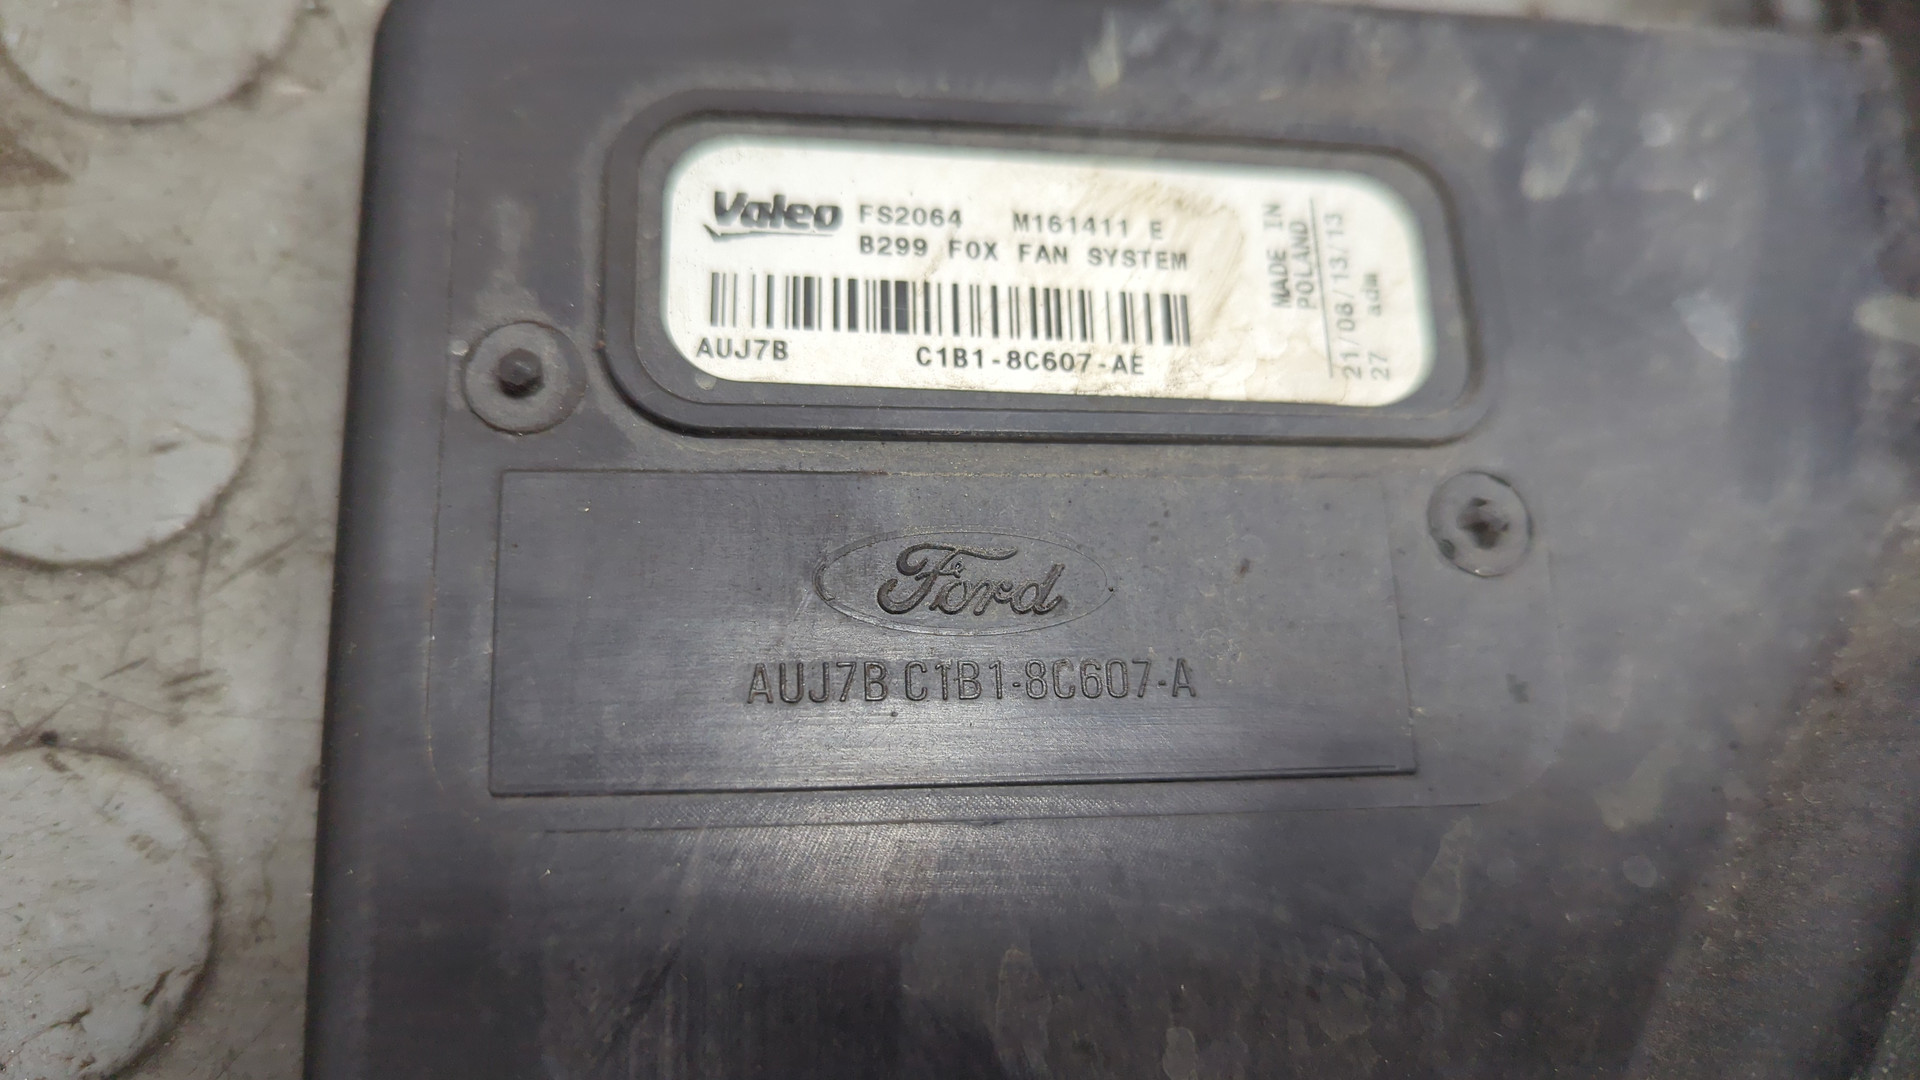 Valeo FS2064 M161411 E
B299 FOX FAN SYSTEM
AUJ7B C1B1-8C607-AE
MADE IN
POLAND
21/08/13/13
27 ada
Ford
AUJ7B C1B1-8C607-A